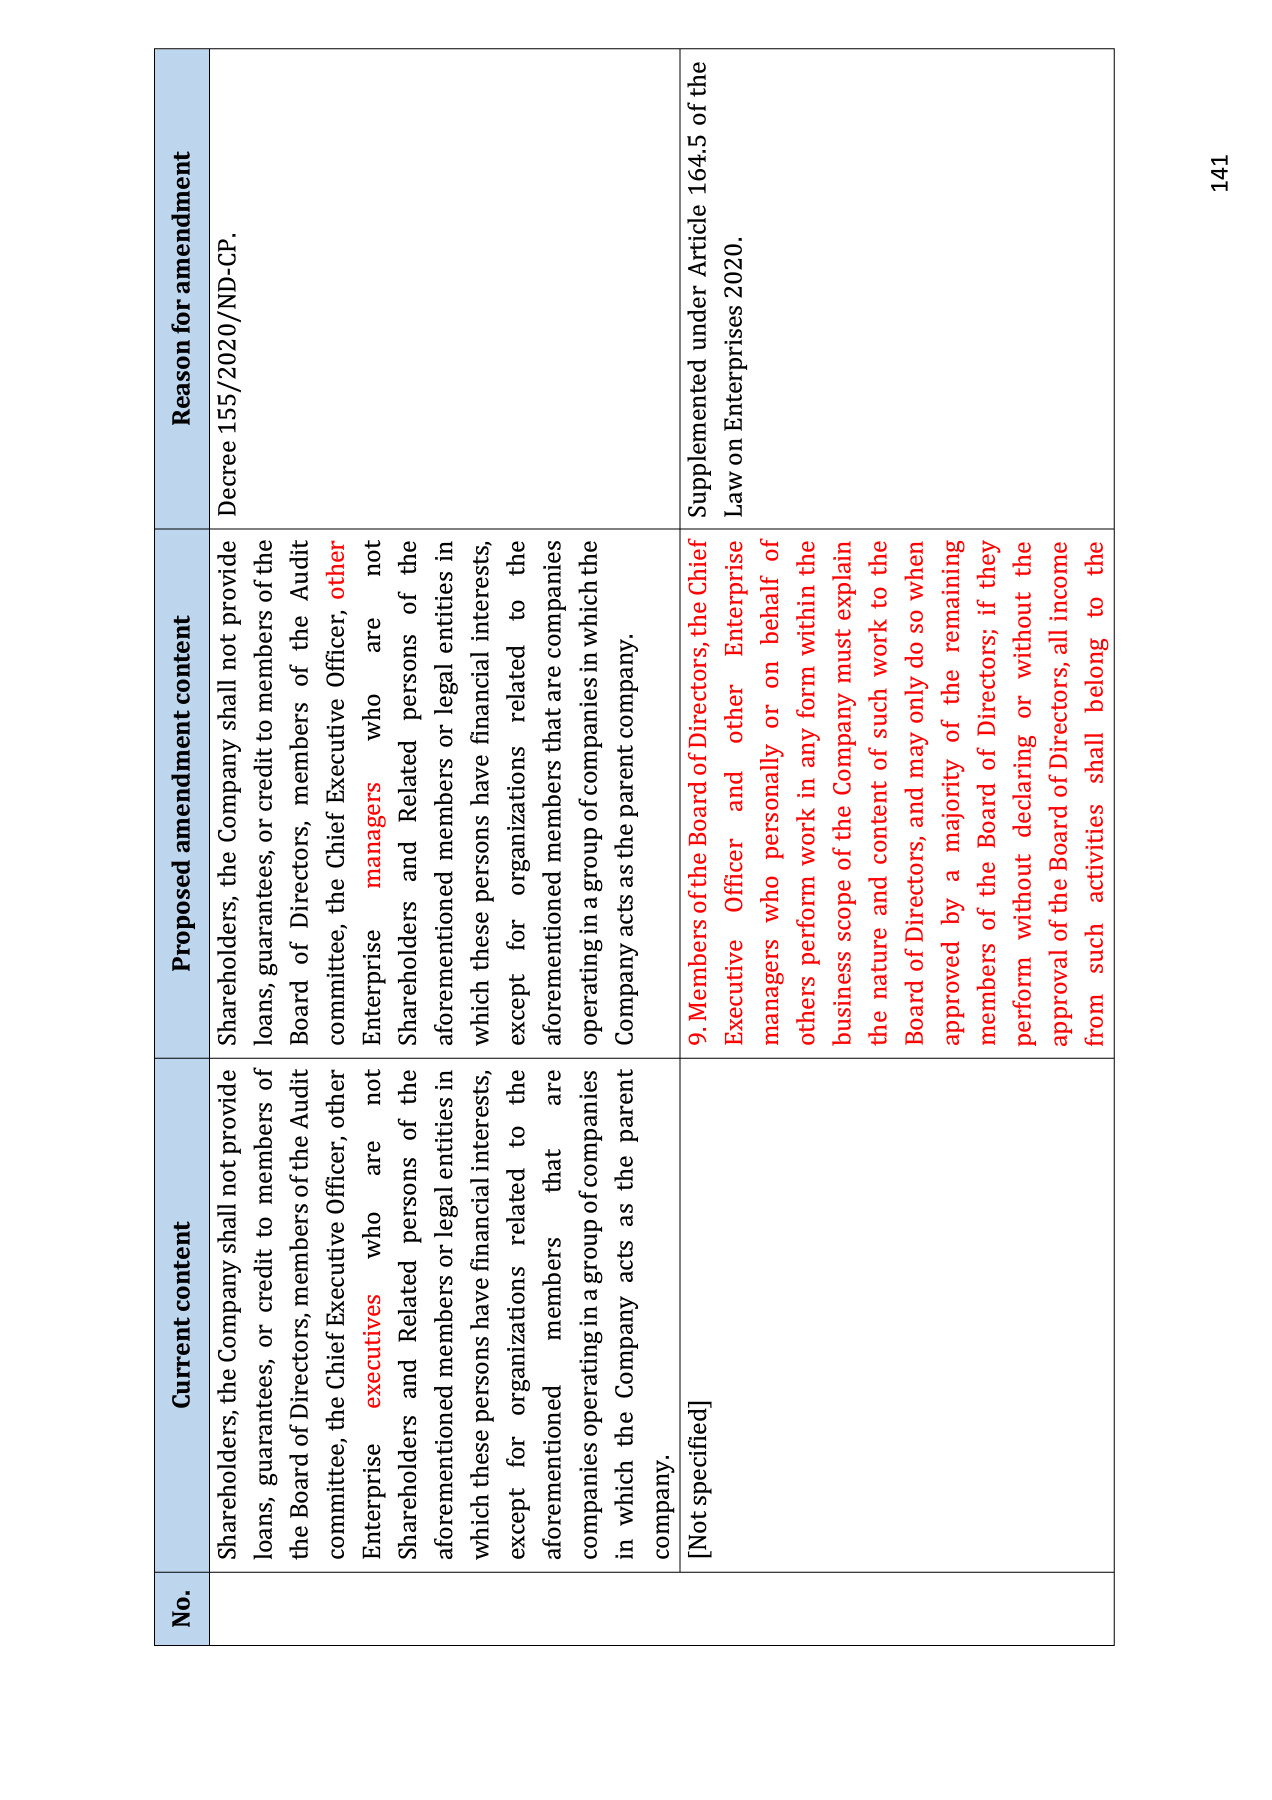 No.
Current content
Proposed amendment content
Reason for amendment
Shareholders, the Company shall not provide
loans, guarantees, or credit to members of
the Board of Directors, members of the Audit
committee, the Chief Executive Officer, other
Enterprise executives who are not
Shareholders and Related persons of the
aforementioned members or legal entities in
which these persons have financial interests,
except for organizations related to the
aforementioned members that are
companies operating in a group of companies
in which the Company acts as the parent
company.
Shareholders, the Company shall not provide
loans, guarantees, or credit to members of the
Board of Directors, members of the Audit
committee, the Chief Executive Officer, other
Enterprise managers who are not
Shareholders and Related persons of the
aforementioned members or legal entities in
which these persons have financial interests,
except for organizations related to the
aforementioned members that are companies
operating in a group of companies in which the
Company acts as the parent company.
Decree 155/2020/ND-CP.
[Not specified]
9. Members of the Board of Directors, the Chief
Executive Officer and other Enterprise
managers who personally or on behalf of
others perform work in any form within the
business scope of the Company must explain
the nature and content of such work to the
Board of Directors, and may only do so when
approved by a majority of the remaining
members of the Board of Directors; if they
perform without declaring or without the
approval of the Board of Directors, all income
from such activities shall belong to the
Supplemented under Article 164.5 of the
Law on Enterprises 2020.
141